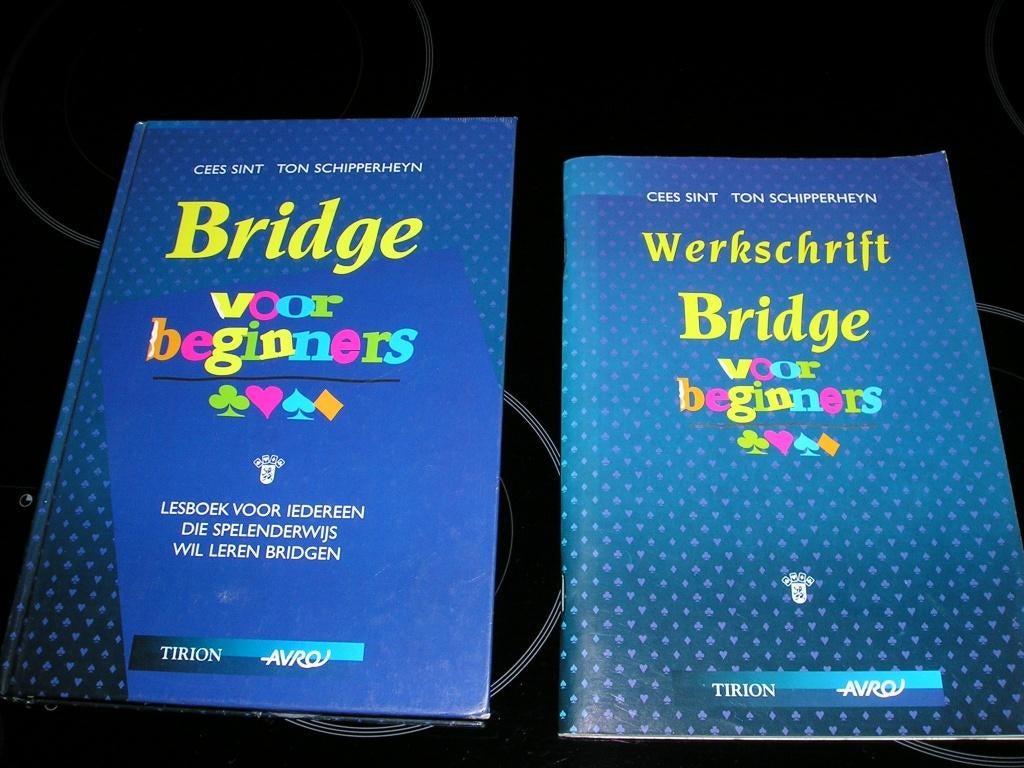 CEES SINT TON SCHIPPERHEYN
Bridge
voor
beginners
LESBOEK VOOR IEDEREEN
DIE SPELENDERWIJS
WIL LEREN BRIDGEN
TIRION AVRO
CEES SINT TON SCHIPPERHEYN
Werkschrift
Bridge
voor
beginners
TIRION AVRO